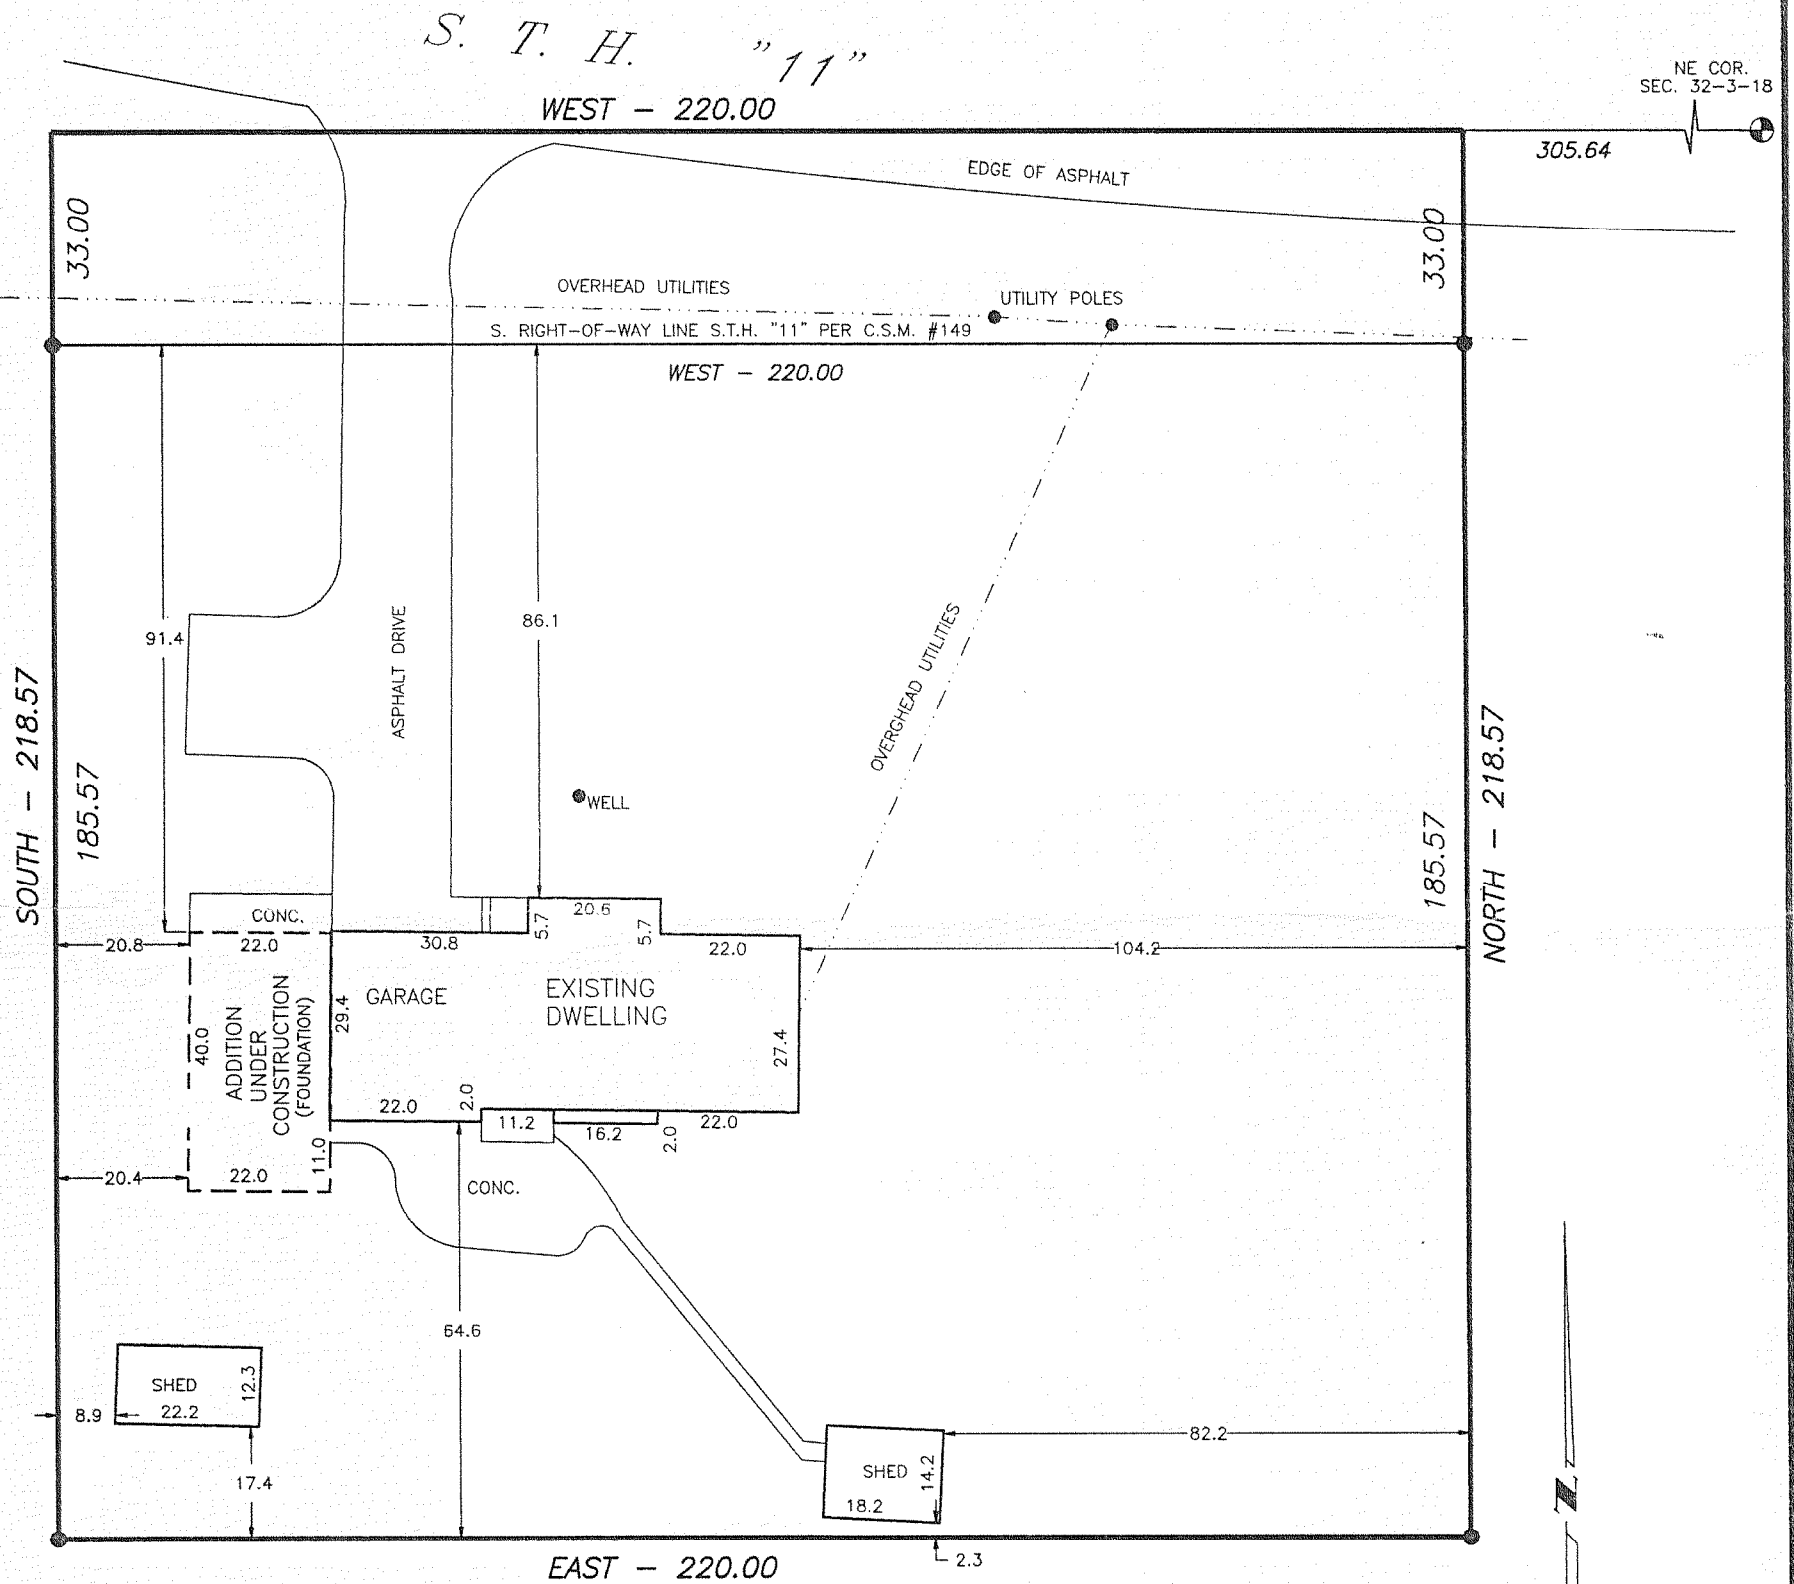 S. T. H. "11"
NE COR.
SEC. 32-3-18
WEST - 220.00
305.64
EDGE OF ASPHALT
33.00
33.00
OVERHEAD UTILITIES
UTILITY POLES
S. RIGHT-OF-WAY LINE S.T.H. "11" PER C.S.M. #149
WEST - 220.00
91.4
86.1
ASPHALT DRIVE
OVERGHEAD UTILITIES
SOUTH - 218.57
185.57
NORTH - 218.57
185.57
WELL
CONC.
20.6
5.7
5.7
20.8
22.0
30.8
22.0
104.2
GARAGE
EXISTING
DWELLING
40.0
ADDITION
UNDER
CONSTRUCTION
(FOUNDATION)
29.4
27.4
22.0
2.0
11.2
16.2
2.0
22.0
11.0
20.4
22.0
CONC.
64.6
SHED
12.3
8.9
22.2
17.4
82.2
SHED
14.2
18.2
N
EAST - 220.00
2.3